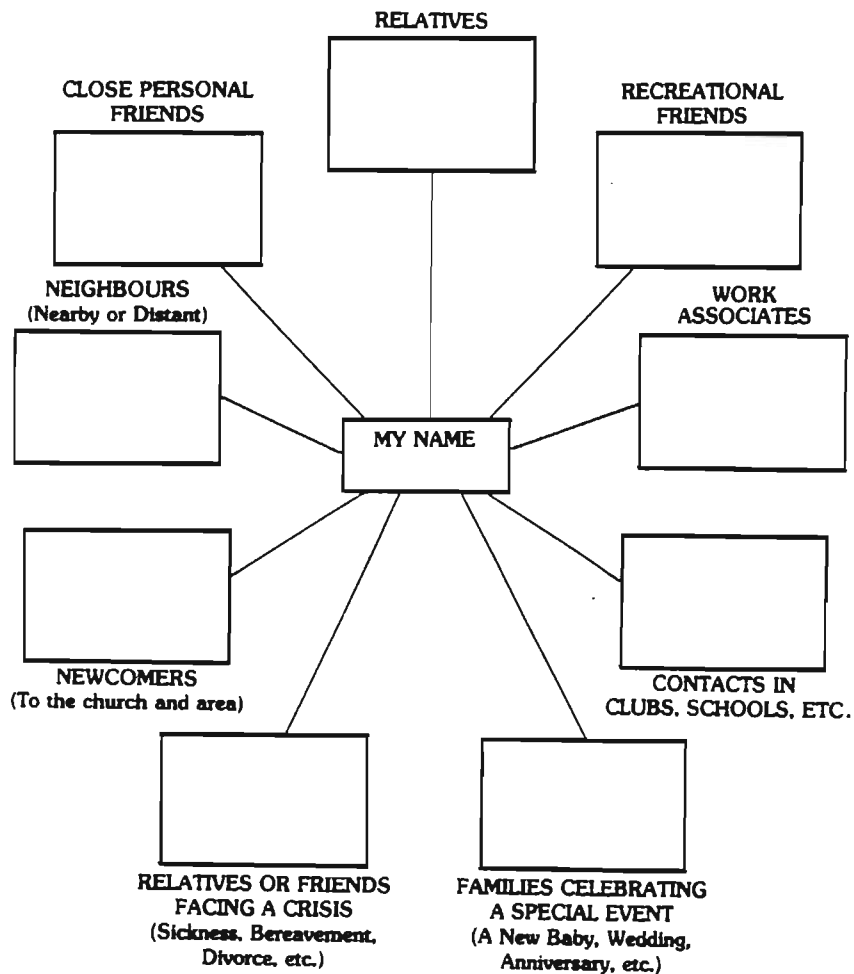 RELATIVES
CLOSE PERSONAL
FRIENDS
RECREATIONAL
FRIENDS
NEIGHBOURS
(Nearby or Distant)
WORK
ASSOCIATES
MY NAME
NEWCOMERS
(To the church and area)
CONTACTS IN
CLUBS, SCHOOLS, ETC.
RELATIVES OR FRIENDS
FACING A CRISIS
(Sickness, Bereavement,
Divorce, etc.)
FAMILIES CELEBRATING
A SPECIAL EVENT
(A New Baby, Wedding,
Anniversary, etc.)